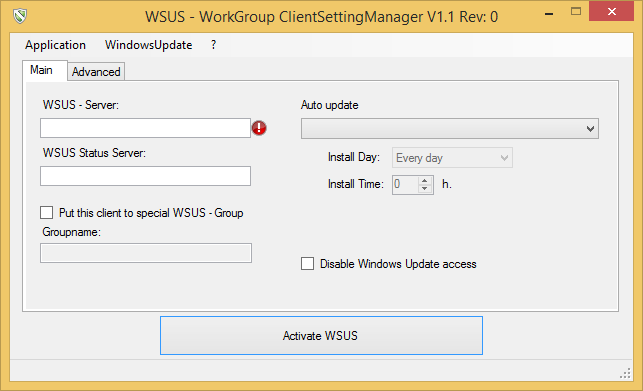 WSUS - WorkGroup ClientSettingManager V1.1 Rev: 0
Application WindowsUpdate ?
Main Advanced
WSUS - Server:
Auto update
WSUS Status Server:
Install Day: Every day
Install Time: 0 h.
Put this client to special WSUS - Group
Groupname:
Disable Windows Update access
Activate WSUS